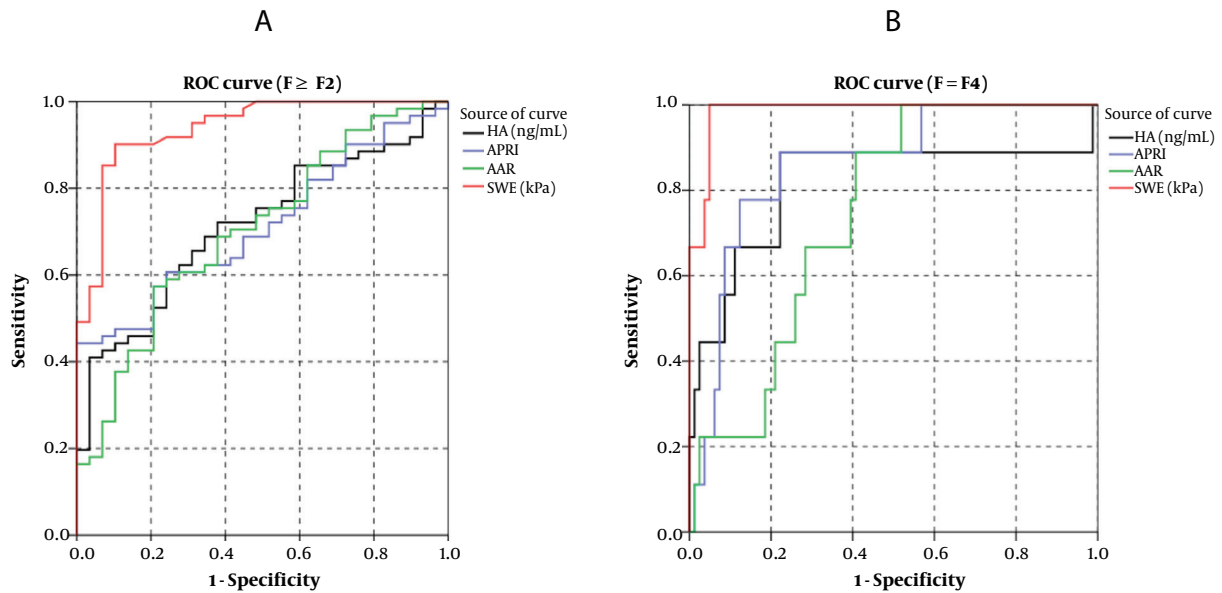 A
ROC curve (F ≥ F2)
Sensitivity
1.0
0.8
0.6
0.4
0.2
0.0
0.0 0.2 0.4 0.6 0.8 1.0
1 - Specificity
Source of curve
HA (ng/mL)
APRI
AAR
SWE (kPa)
B
ROC curve (F = F4)
Sensitivity
1.0
0.8
0.6
0.4
0.2
0.0
0.0 0.2 0.4 0.6 0.8 1.0
1 - Specificity
Source of curve
HA (ng/mL)
APRI
AAR
SWE (kPa)